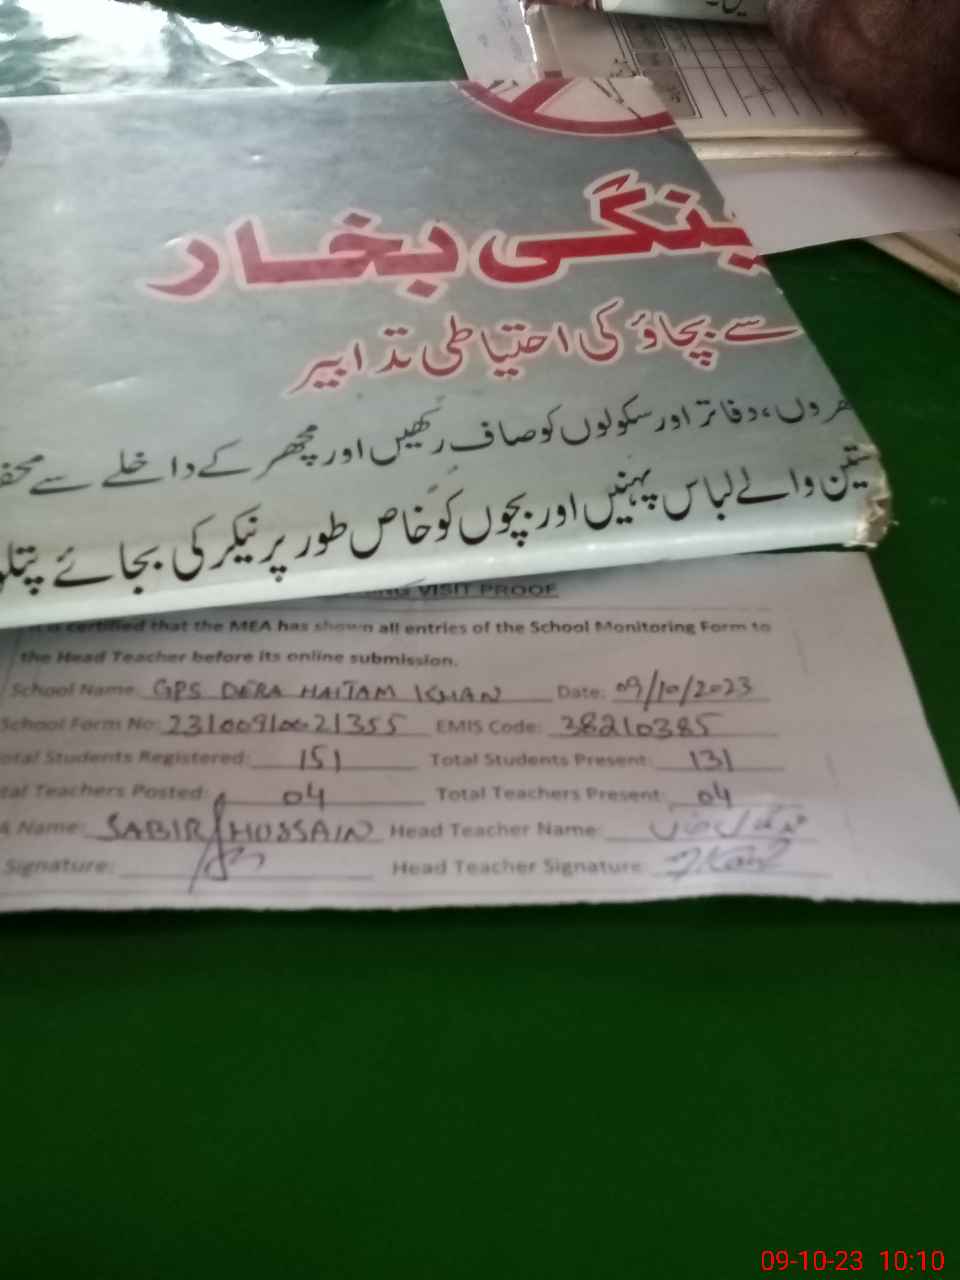 ینگی بخار
سے بچاؤ کی احتیاطی تدابیر
دفاتر اور سکولوں کو صاف رکھیں اور مچھر کے داخلے سے
والے لباس پہنیں اور بچوں کو خاص طور پر نیکر کی بجائے
VISIT PROOF
is certified that the MEA has shown all entries of the School Monitoring Form to
the Head Teacher before its online submission.
School Name: GPS DERA HAITAM KHAN Date: 09/10/2023
School Form No: EMIS Code: 38210385
Total Students Registered: 151 Total Students Present: 131
Total Teachers Posted: 04 Total Teachers Present: 04
Name: SABIR HUSSAIN Head Teacher Name:
Signature: Head Teacher Signature
09-10-23 10:10